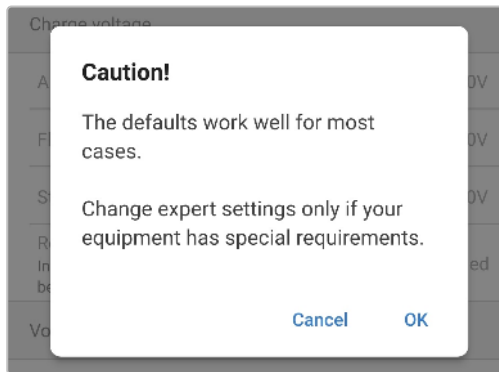 Charge voltage
Caution!
The defaults work well for most
cases.
Change expert settings only if your
equipment has special requirements.
Cancel
OK